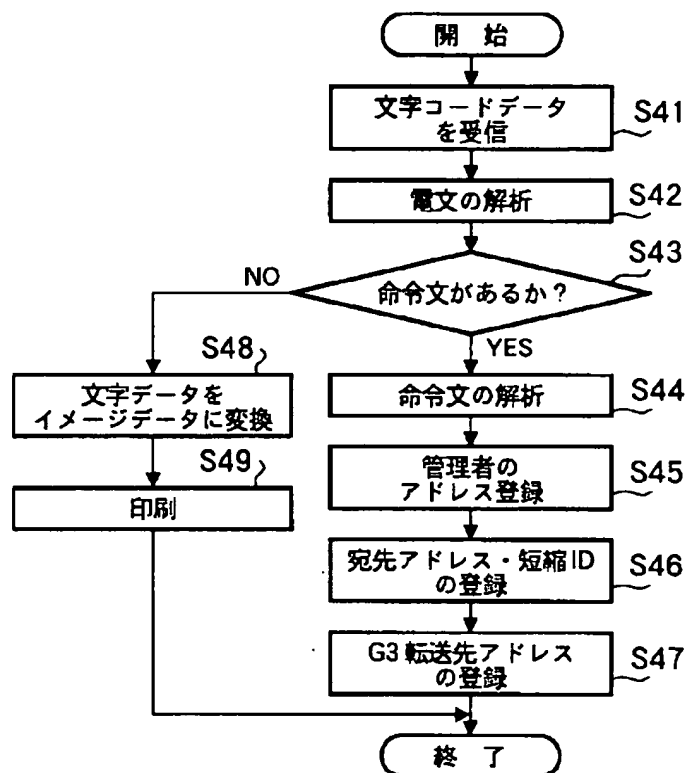 開 始
文字コードデータ
を受信
S41
電文の解析
S42
命令文があるか？
S43
NO
YES
S48
文字データを
イメージデータに変換
S49
印刷
命令文の解析
S44
管理者の
アドレス登録
S45
宛先アドレス・短縮ID
の登録
S46
G3転送先アドレス
の登録
S47
終 了